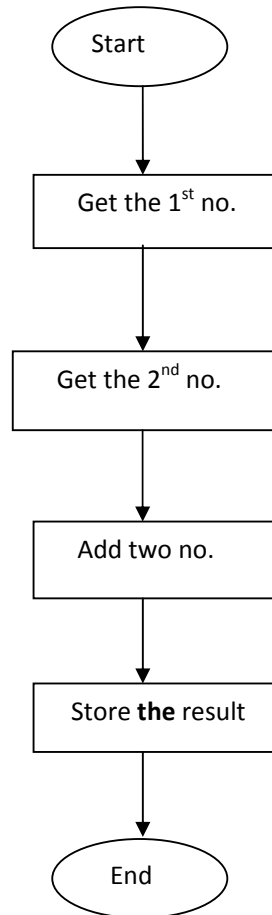 Start
Get the 1st no.
Get the 2nd no.
Add two no.
Store the result
End